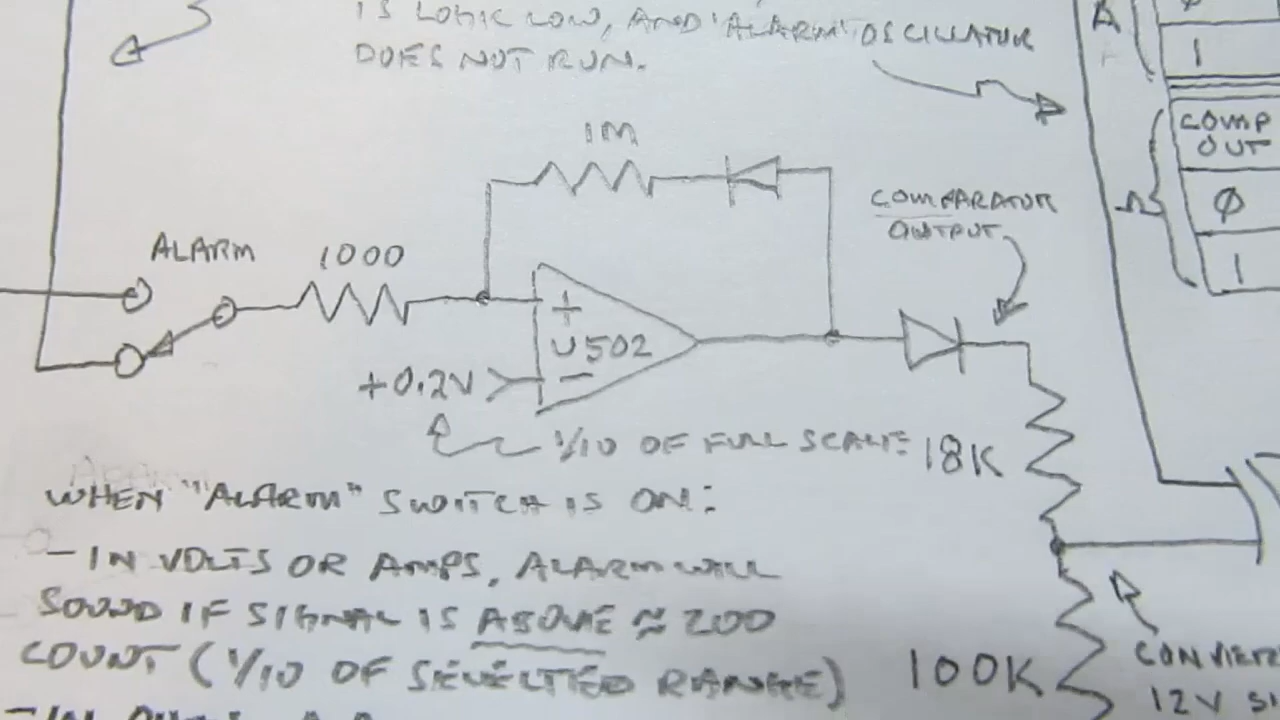 IS LOGIC LOW, AND "ALARM" OSCILLATOR
DOES NOT RUN.
A
0
1
COMP
OUT
0
1
1M
COMPARATOR
OUTPUT
ALARM
1000
+
U502
+0.2V
−
1/10 OF FULL SCALE
18K
WHEN "ALARM" SWITCH IS ON:
- IN VOLTS OR AMPS, ALARM WILL
SOUND IF SIGNAL IS ABOVE ≈ 200
COUNT (1/10 OF SELECTED RANGE)
100K
12V